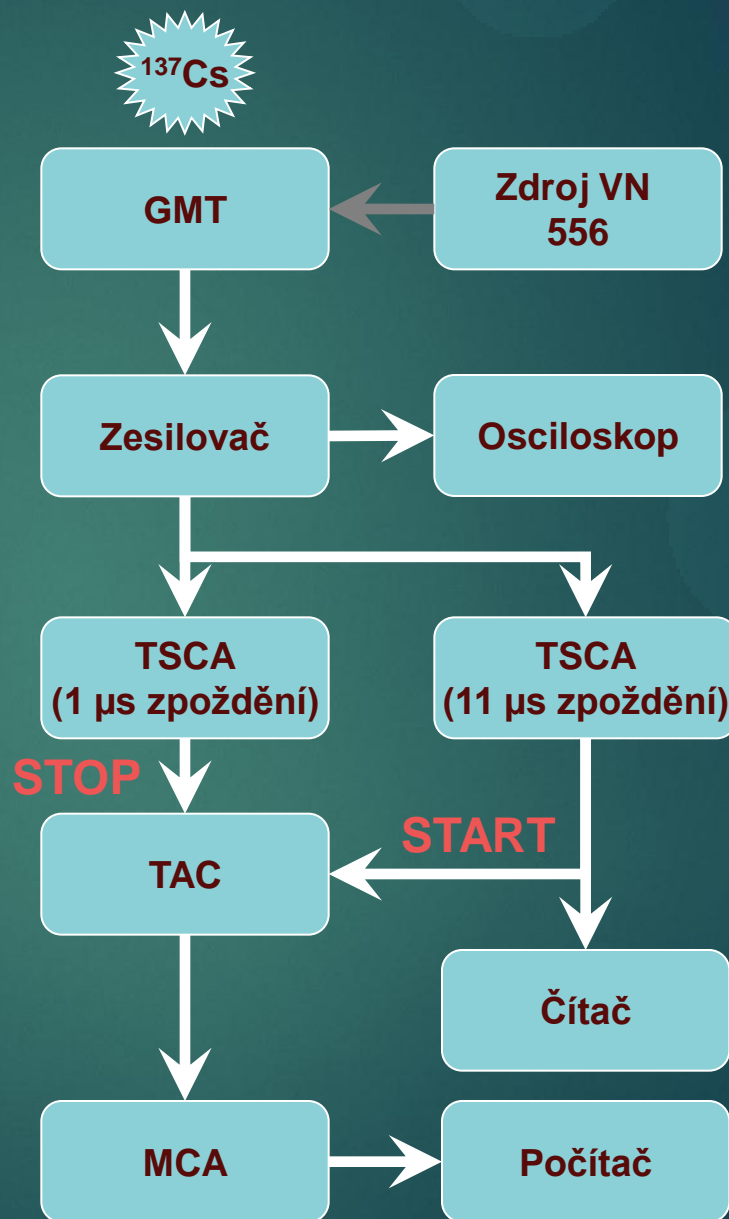 ¹³⁷Cs
GMT
Zdroj VN
556
Zesilovač
Osciloskop
TSCA
(1 µs zpoždění)
TSCA
(11 µs zpoždění)
STOP
START
TAC
Čítač
MCA
Počítač